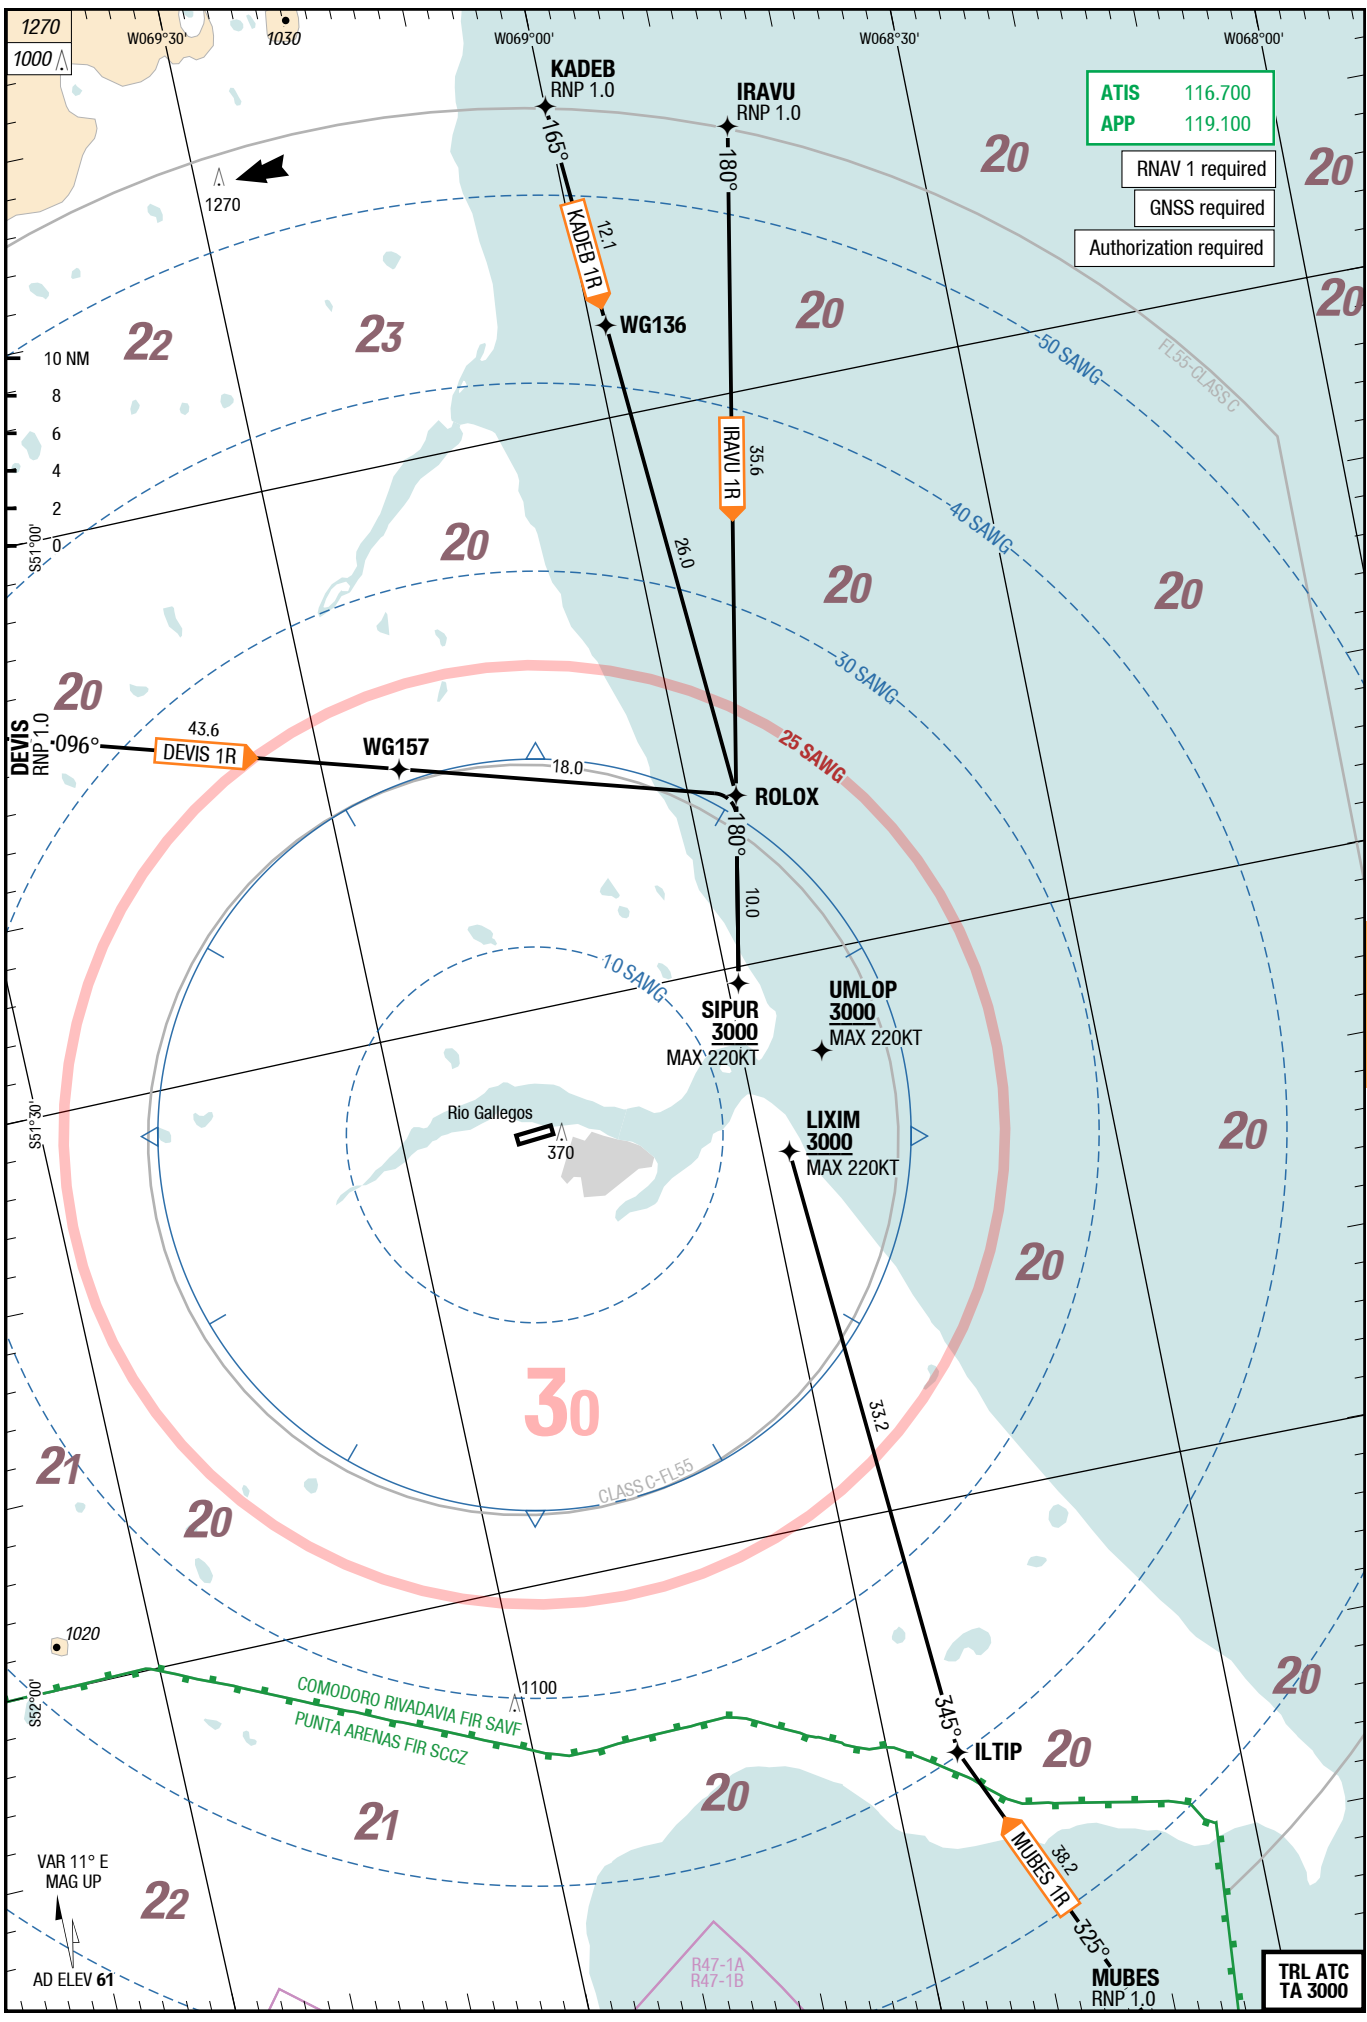 1270
1000
W069°30'
1030
W069°00'
W068°30'
W068°00'
KADEB
RNP 1.0
IRAVU
RNP 1.0
ATIS 116.700
APP 119.100
RNAV 1 required
GNSS required
Authorization required
165°
180°
20
20
1270
KADEB 1R
12.1
WG136
22
23
20
20
50 SAWG
FL55-CLASS C
10 NM
8
6
4
2
0
S51°00'
IRAVU 1R
35.6
26.0
20
40 SAWG
20
20
30 SAWG
20
DEVIS
RNP 1.0
096°
43.6
DEVIS 1R
WG157
18.0
25 SAWG
ROLOX
180°
10.0
10 SAWG
SIPUR
3000
MAX 220KT
UMLOP
3000
MAX 220KT
S51°30'
Rio Gallegos
370
LIXIM
3000
MAX 220KT
20
20
30
33.2
CLASS C-FL55
21
20
1020
S52°00'
COMODORO RIVADAVIA FIR SAVF
PUNTA ARENAS FIR SCCZ
1100
345°
ILTIP
20
20
20
21
MUBES 1R
38.2
22
325°
VAR 11° E
MAG UP
AD ELEV 61
R47-1A
R47-1B
MUBES
RNP 1.0
TRL ATC
TA 3000